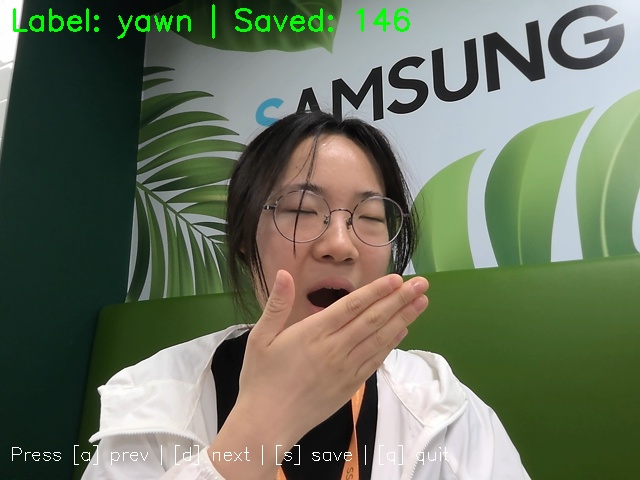 Label: yawn | Saved: 146
SAMSUNG
Press [a] prev | [d] next | [s] save | [q] quit